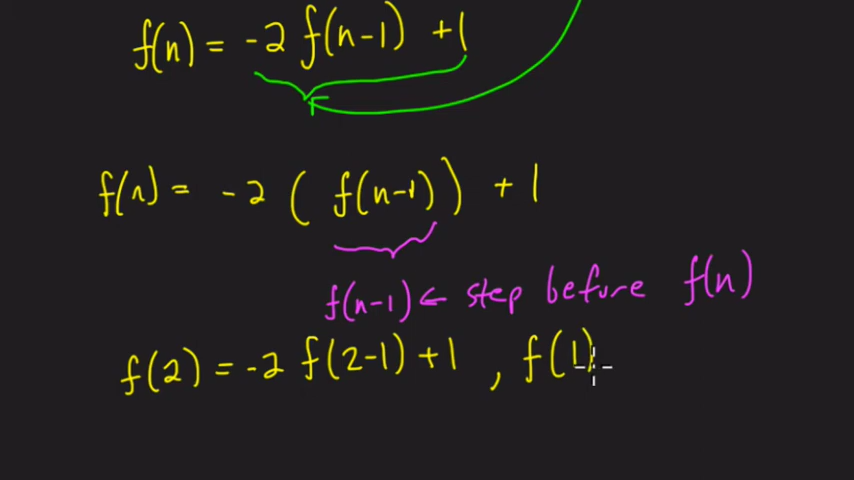 f(n) = -2 f(n-1) +1
f(n) = -2 ( f(n-1) ) + 1
f(n-1) ← step before f(n)
f(2) = -2 f(2-1) +1 , f(1)